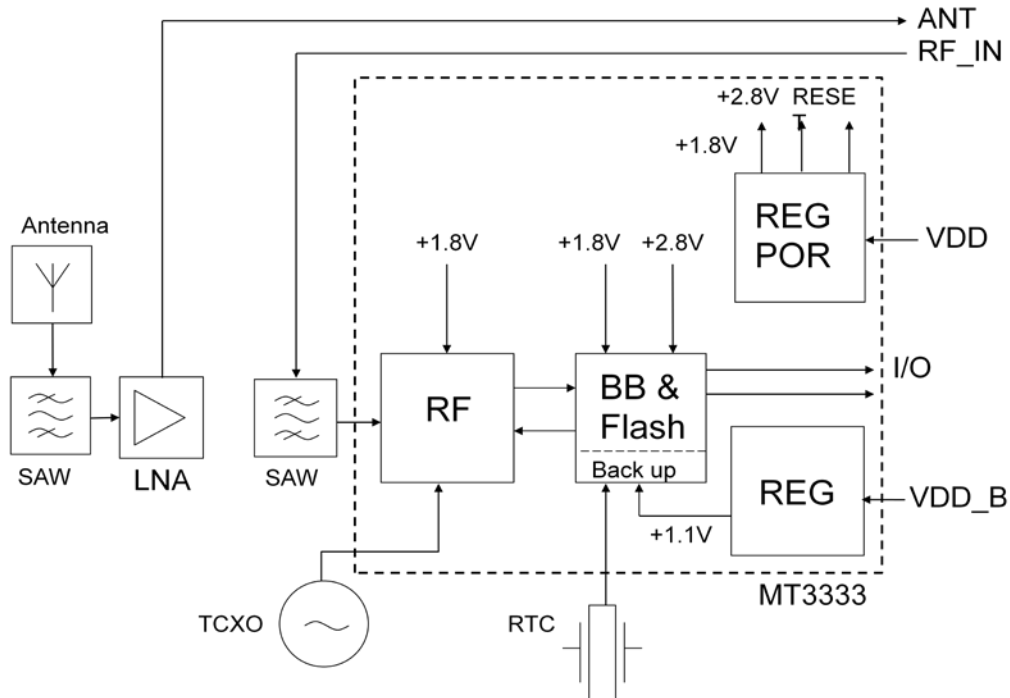 ANT
RF_IN
+2.8V RESE
T
+1.8V
Antenna
+1.8V
+1.8V
+2.8V
REG
POR
VDD
RF
BB &
Flash
Back up
I/O
SAW
LNA
SAW
REG
VDD_B
+1.1V
MT3333
TCXO
RTC